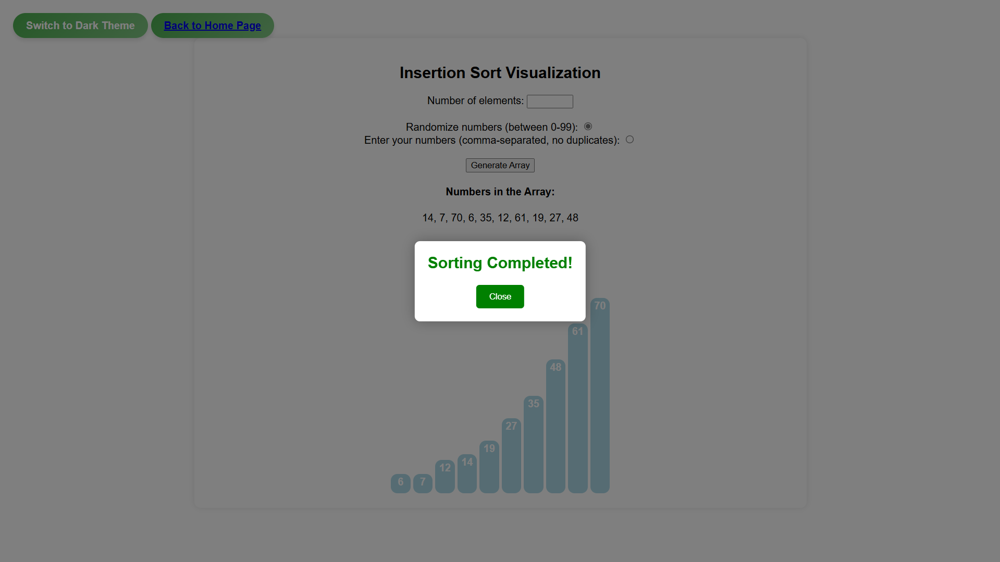 Switch to Dark Theme Back to Home Page
Insertion Sort Visualization
Number of elements:
Randomize numbers (between 0-99):
Enter your numbers (comma-separated, no duplicates):
Generate Array
Numbers in the Array:
14, 7, 70, 6, 35, 12, 61, 19, 27, 48
Sorting Completed!
Close
6 7 12 14 19 27 35 48 61 70